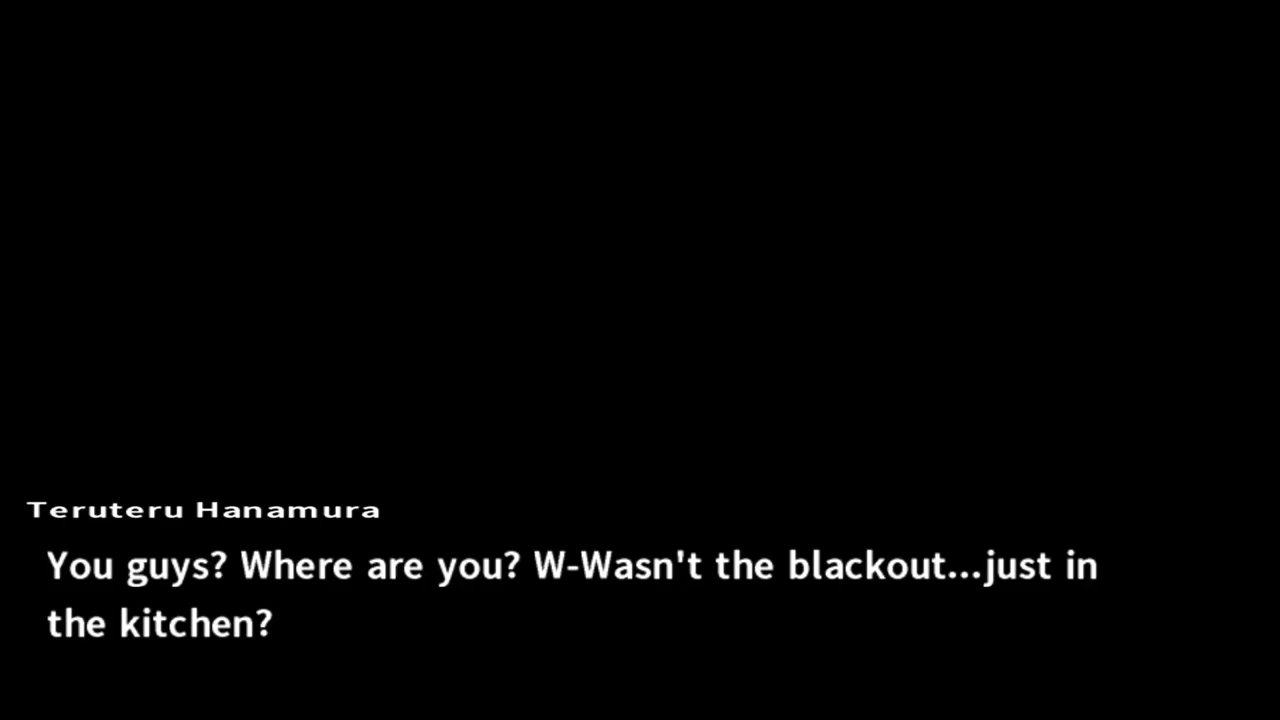 Teruteru Hanamura
You guys? Where are you? W-Wasn't the blackout...just in
the kitchen?